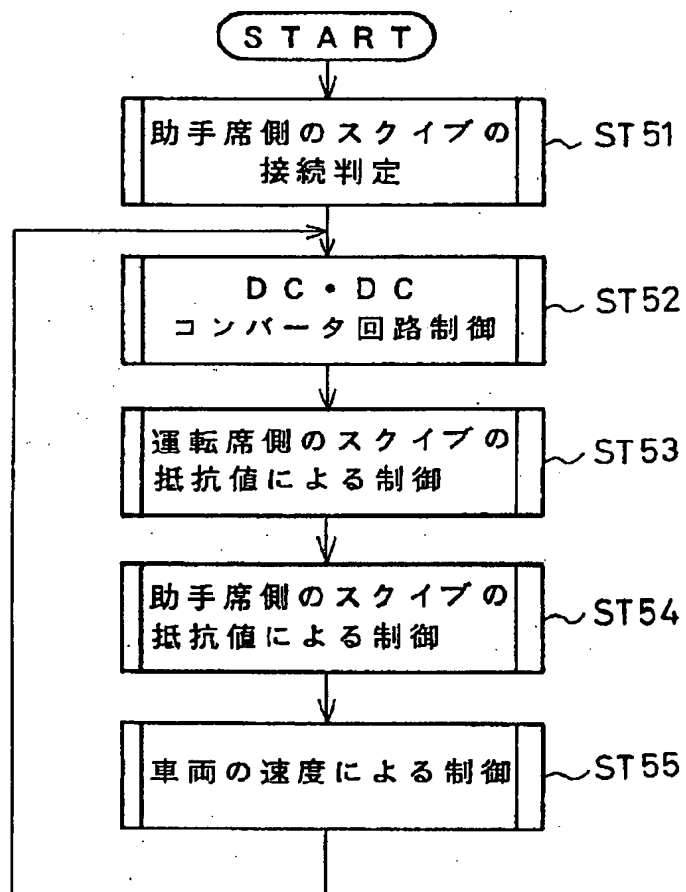 START
助手席側のスクイブの
接続判定
ST51
DC・DC
コンバータ回路制御
ST52
運転席側のスクイブの
抵抗値による制御
ST53
助手席側のスクイブの
抵抗値による制御
ST54
車両の速度による制御
ST55